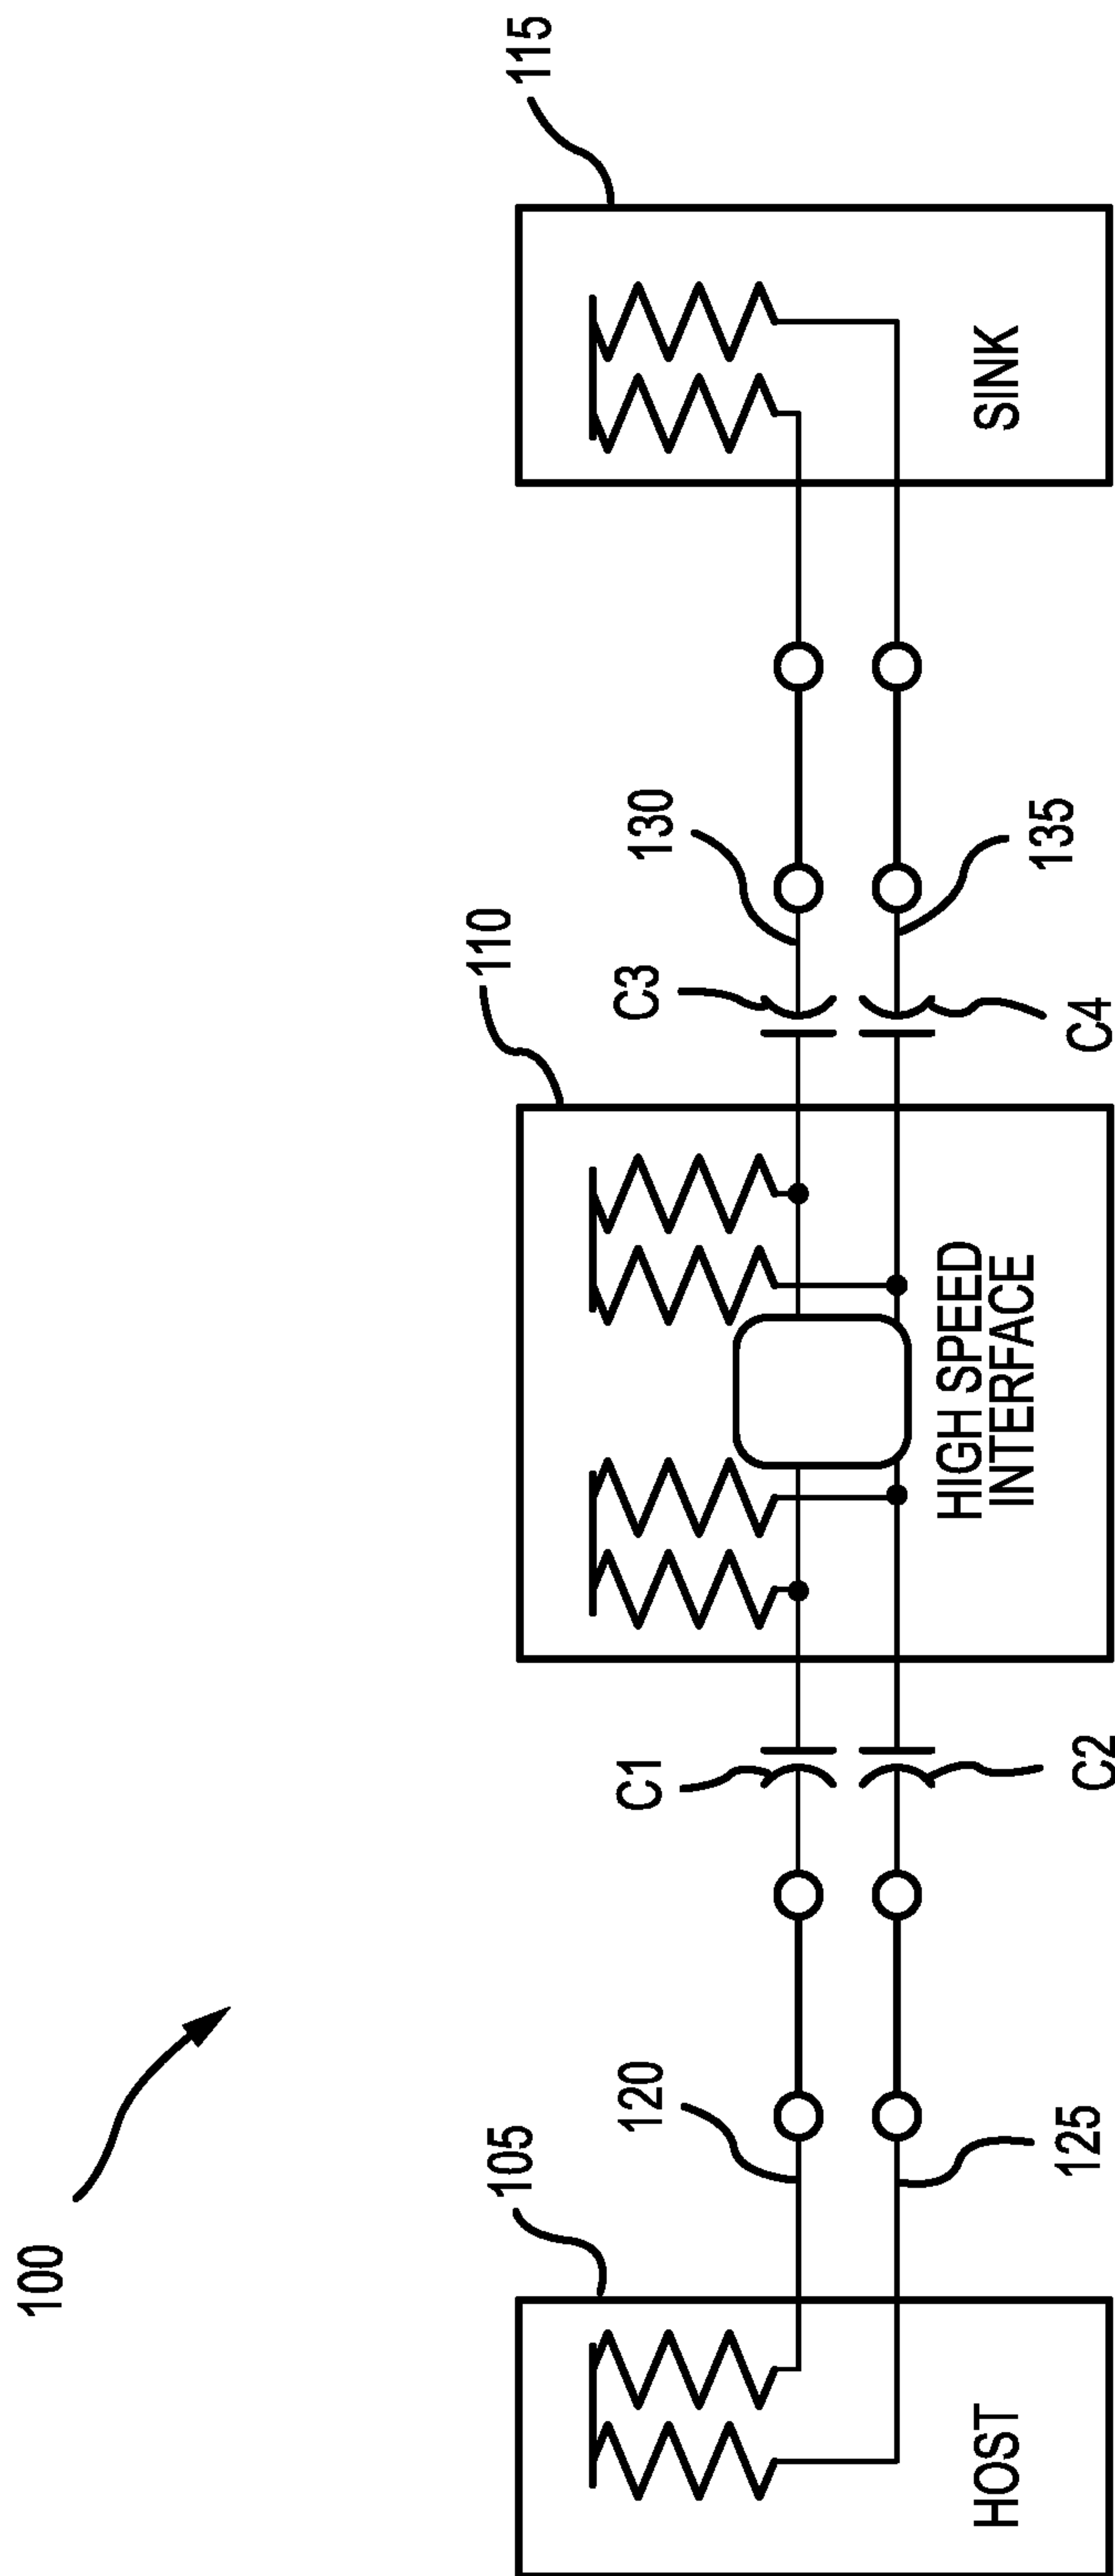 100
105
HOST
120
125
C1
C2
110
HIGH SPEED
INTERFACE
C3
C4
130
135
115
SINK